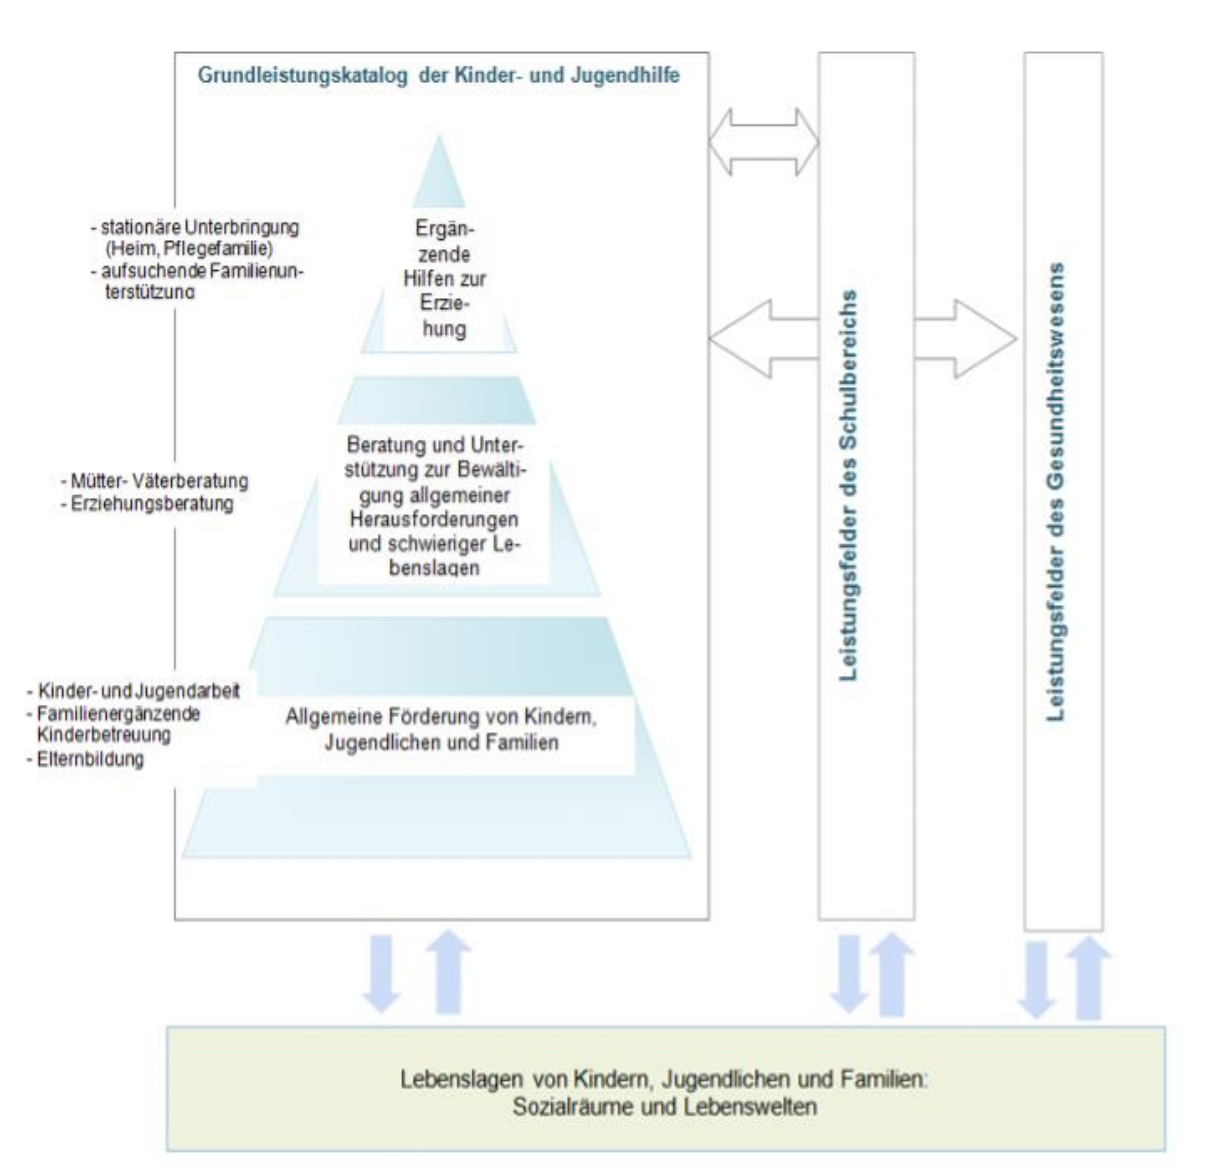 Grundleistungskatalog der Kinder- und Jugendhilfe
- stationäre Unterbringung
(Heim, Pflegefamilie)
- aufsuchende Familienun-
terstützung
Ergän-
zende
Hilfen zur
Erzie-
hung
- Mütter- Väterberatung
- Erziehungsberatung
Beratung und Unter-
stützung zur Bewälti-
gung allgemeiner
Herausforderungen
und schwieriger Le-
benslagen
- Kinder- und Jugendarbeit
- Familienergänzende
Kinderbetreuung
- Elternbildung
Allgemeine Förderung von Kindern,
Jugendlichen und Familien
Leistungsfelder des Schulbereichs
Leistungsfelder des Gesundheitswesens
Lebenslagen von Kindern, Jugendlichen und Familien:
Sozialräume und Lebenswelten